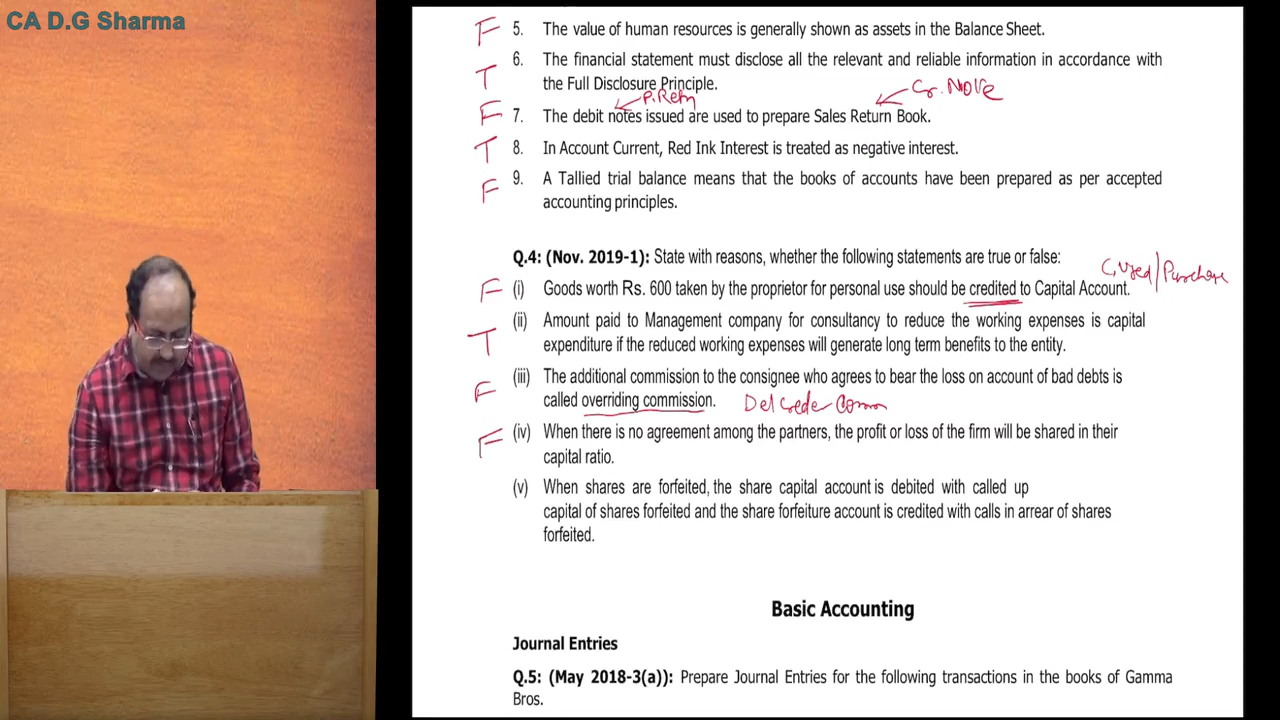 CA D.G Sharma
F 5. The value of human resources is generally shown as assets in the Balance Sheet.
6. The financial statement must disclose all the relevant and reliable information in accordance with
T the Full Disclosure Principle.
P. Retn Cr. Note
F 7. The debit notes issued are used to prepare Sales Return Book.
T 8. In Account Current, Red Ink Interest is treated as negative interest.
F 9. A Tallied trial balance means that the books of accounts have been prepared as per accepted
accounting principles.
Q.4: (Nov. 2019-1): State with reasons, whether the following statements are true or false:
/Purchase
F (i) Goods worth Rs. 600 taken by the proprietor for personal use should be credited to Capital Account.
(ii) Amount paid to Management company for consultancy to reduce the working expenses is capital
T expenditure if the reduced working expenses will generate long term benefits to the entity.
(iii) The additional commission to the consignee who agrees to bear the loss on account of bad debts is
F called overriding commission. Del Creder Comm
F (iv) When there is no agreement among the partners, the profit or loss of the firm will be shared in their
capital ratio.
(v) When shares are forfeited, the share capital account is debited with called up
capital of shares forfeited and the share forfeiture account is credited with calls in arrear of shares
forfeited.
Basic Accounting
Journal Entries
Q.5: (May 2018-3(a)): Prepare Journal Entries for the following transactions in the books of Gamma
Bros.